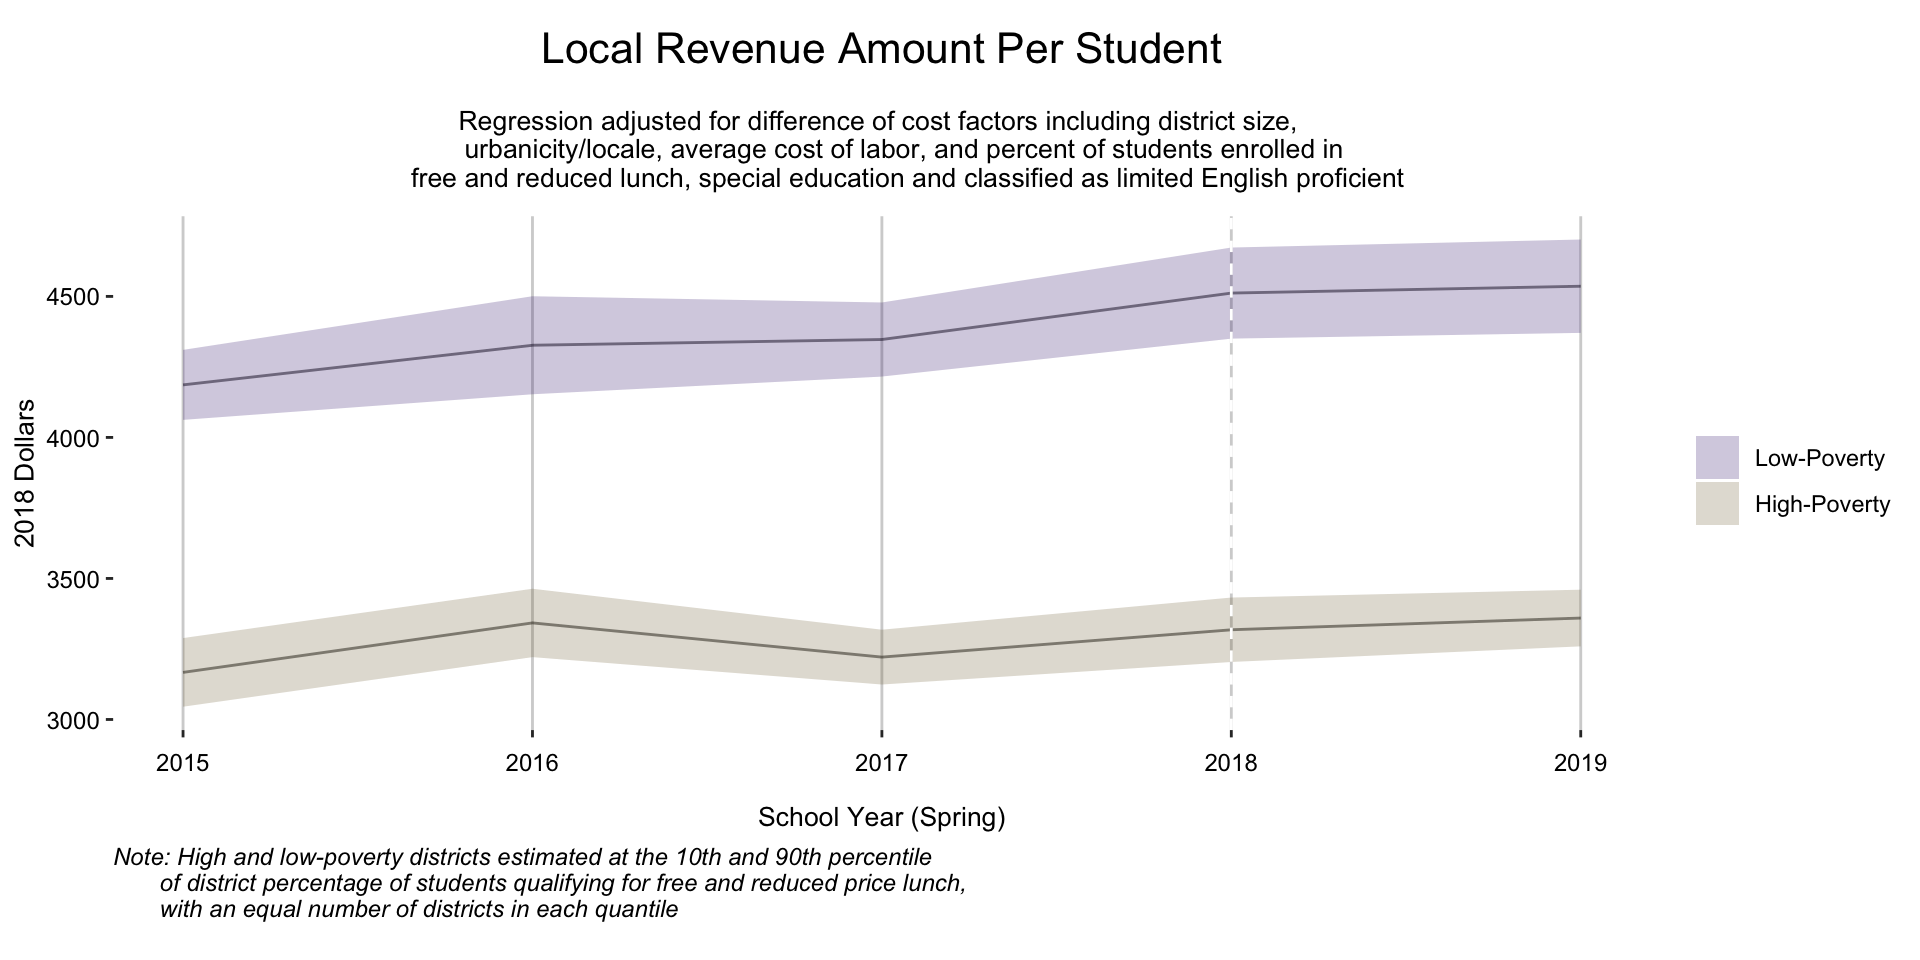 Local Revenue Amount Per Student
Regression adjusted for difference of cost factors including district size,
urbanicity/locale, average cost of labor, and percent of students enrolled in
free and reduced lunch, special education and classified as limited English proficient
2018 Dollars
4500
4000
3500
3000
2015
2016
2017
2018
2019
School Year (Spring)
Low-Poverty
High-Poverty
Note: High and low-poverty districts estimated at the 10th and 90th percentile
of district percentage of students qualifying for free and reduced price lunch,
with an equal number of districts in each quantile